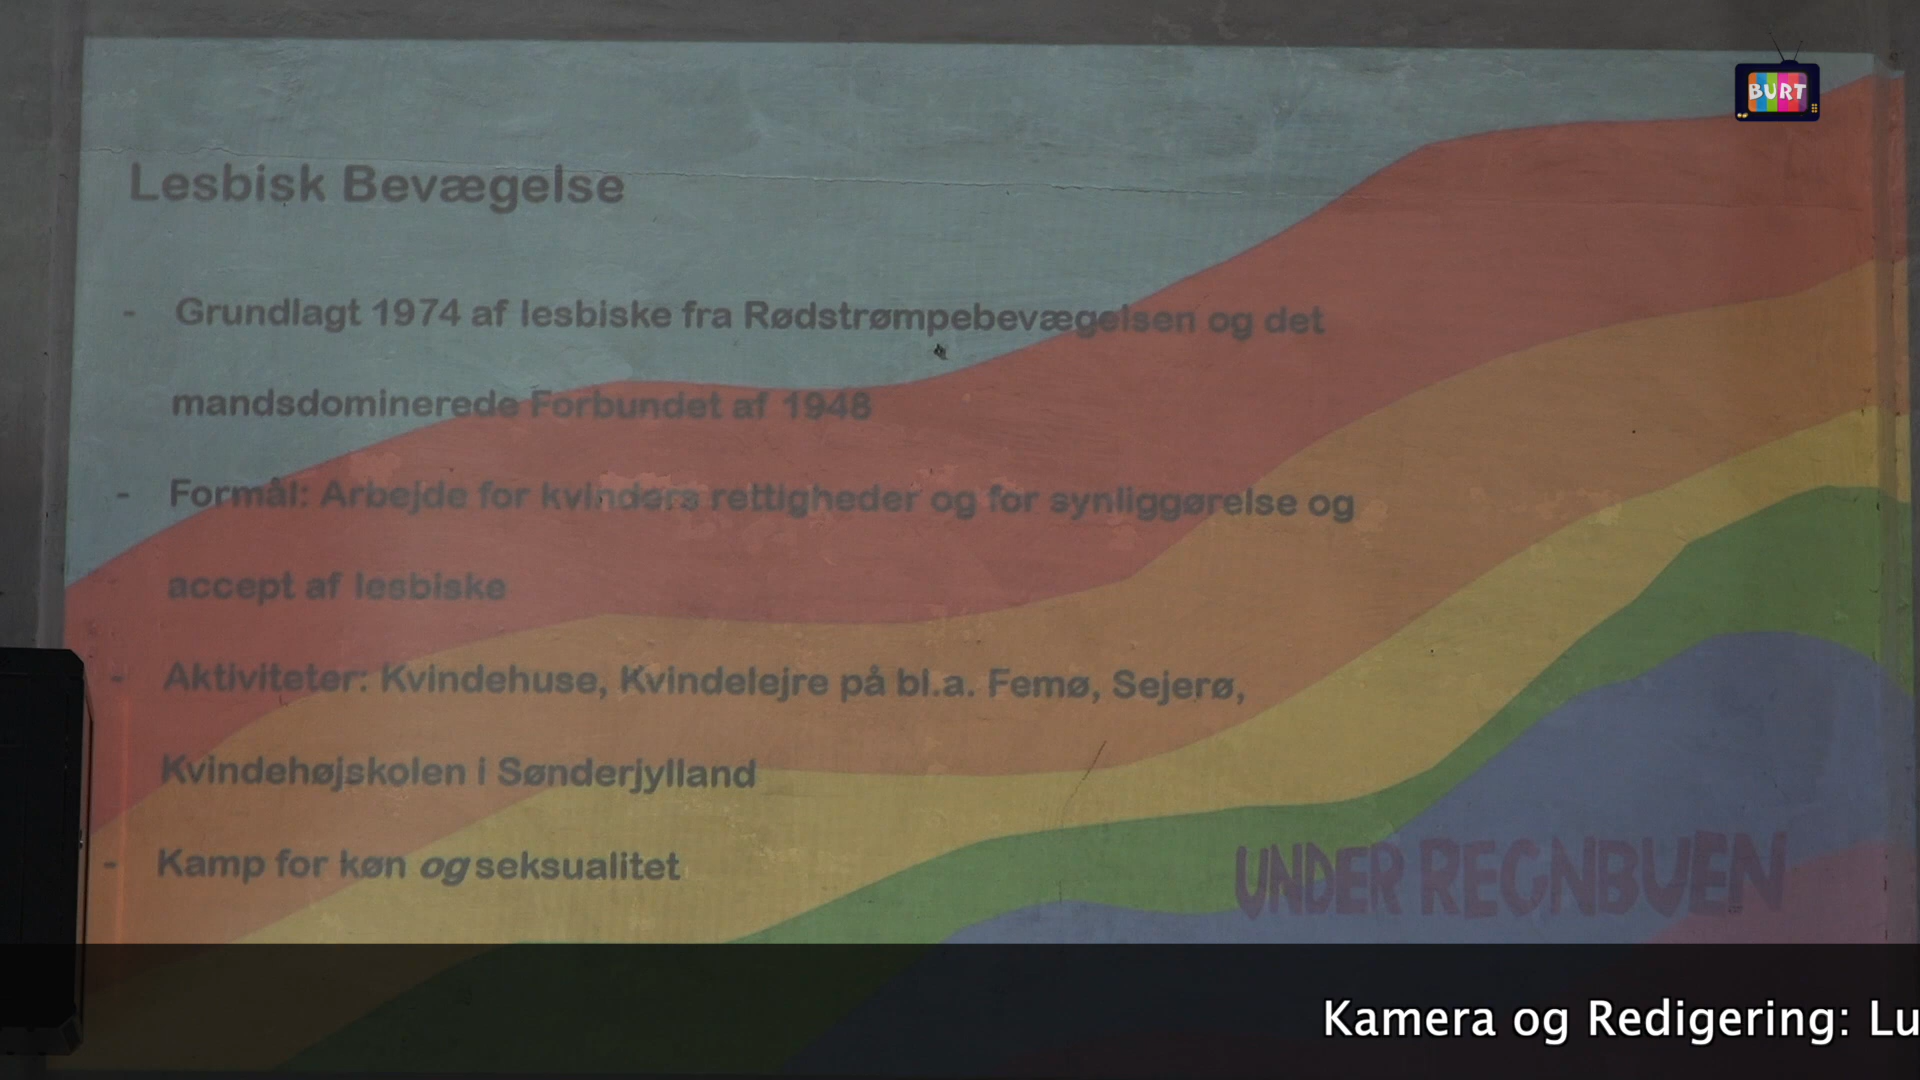 BURT
Lesbisk Bevægelse
- Grundlagt 1974 af lesbiske fra Rødstrømpebevægelsen og det
mandsdominerede Forbundet af 1948
- Formål: Arbejde for kvinders rettigheder og for synliggørelse og
accept af lesbiske
- Aktiviteter: Kvindehuse, Kvindelejre på bl.a. Femø, Sejerø,
Kvindehøjskolen i Sønderjylland
- Kamp for køn og seksualitet
UNDER REGNBUEN
Kamera og Redigering: Lu